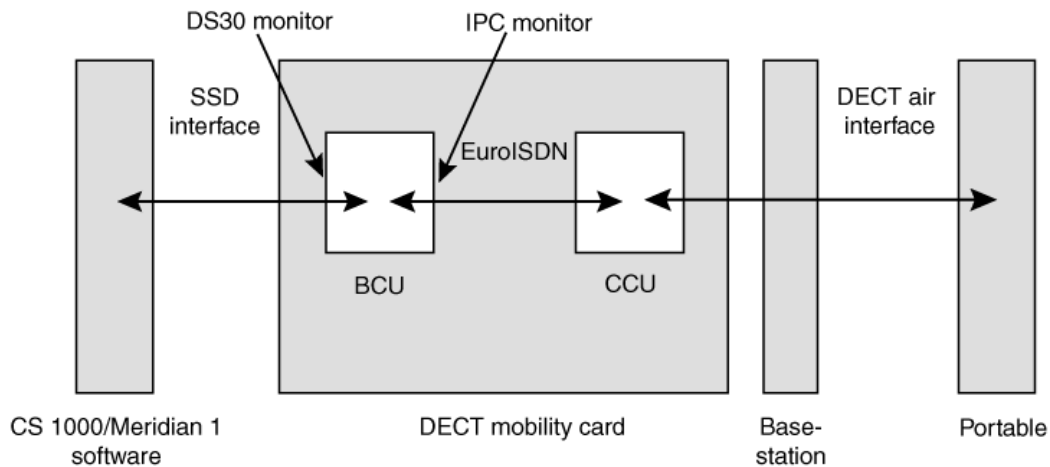 DS30 monitor
IPC monitor
SSD
interface
EuroISDN
DECT air
interface
BCU
CCU
CS 1000/Meridian 1
software
DECT mobility card
Base-
station
Portable